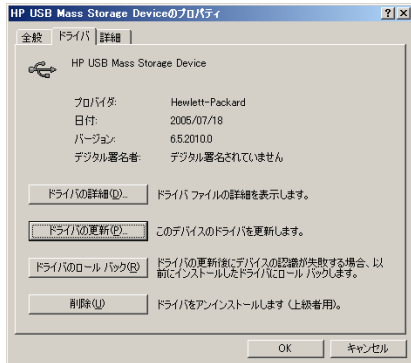 HP USB Mass Storage Deviceのプロパティ
全般 ドライバ 詳細
HP USB Mass Storage Device
プロバイダ: Hewlett-Packard
日付: 2005/07/18
バージョン: 6.5.2010.0
デジタル署名者: デジタル署名されていません
ドライバの詳細(D)... ドライバ ファイルの詳細を表示します。
ドライバの更新(P)... このデバイスのドライバを更新します。
ドライバのロール バック(R) ドライバの更新後にデバイスの認識が失敗する場合、以
前にインストールしたドライバにロール バックします。
削除(U) ドライバをアンインストールします (上級者用)。
OK キャンセル